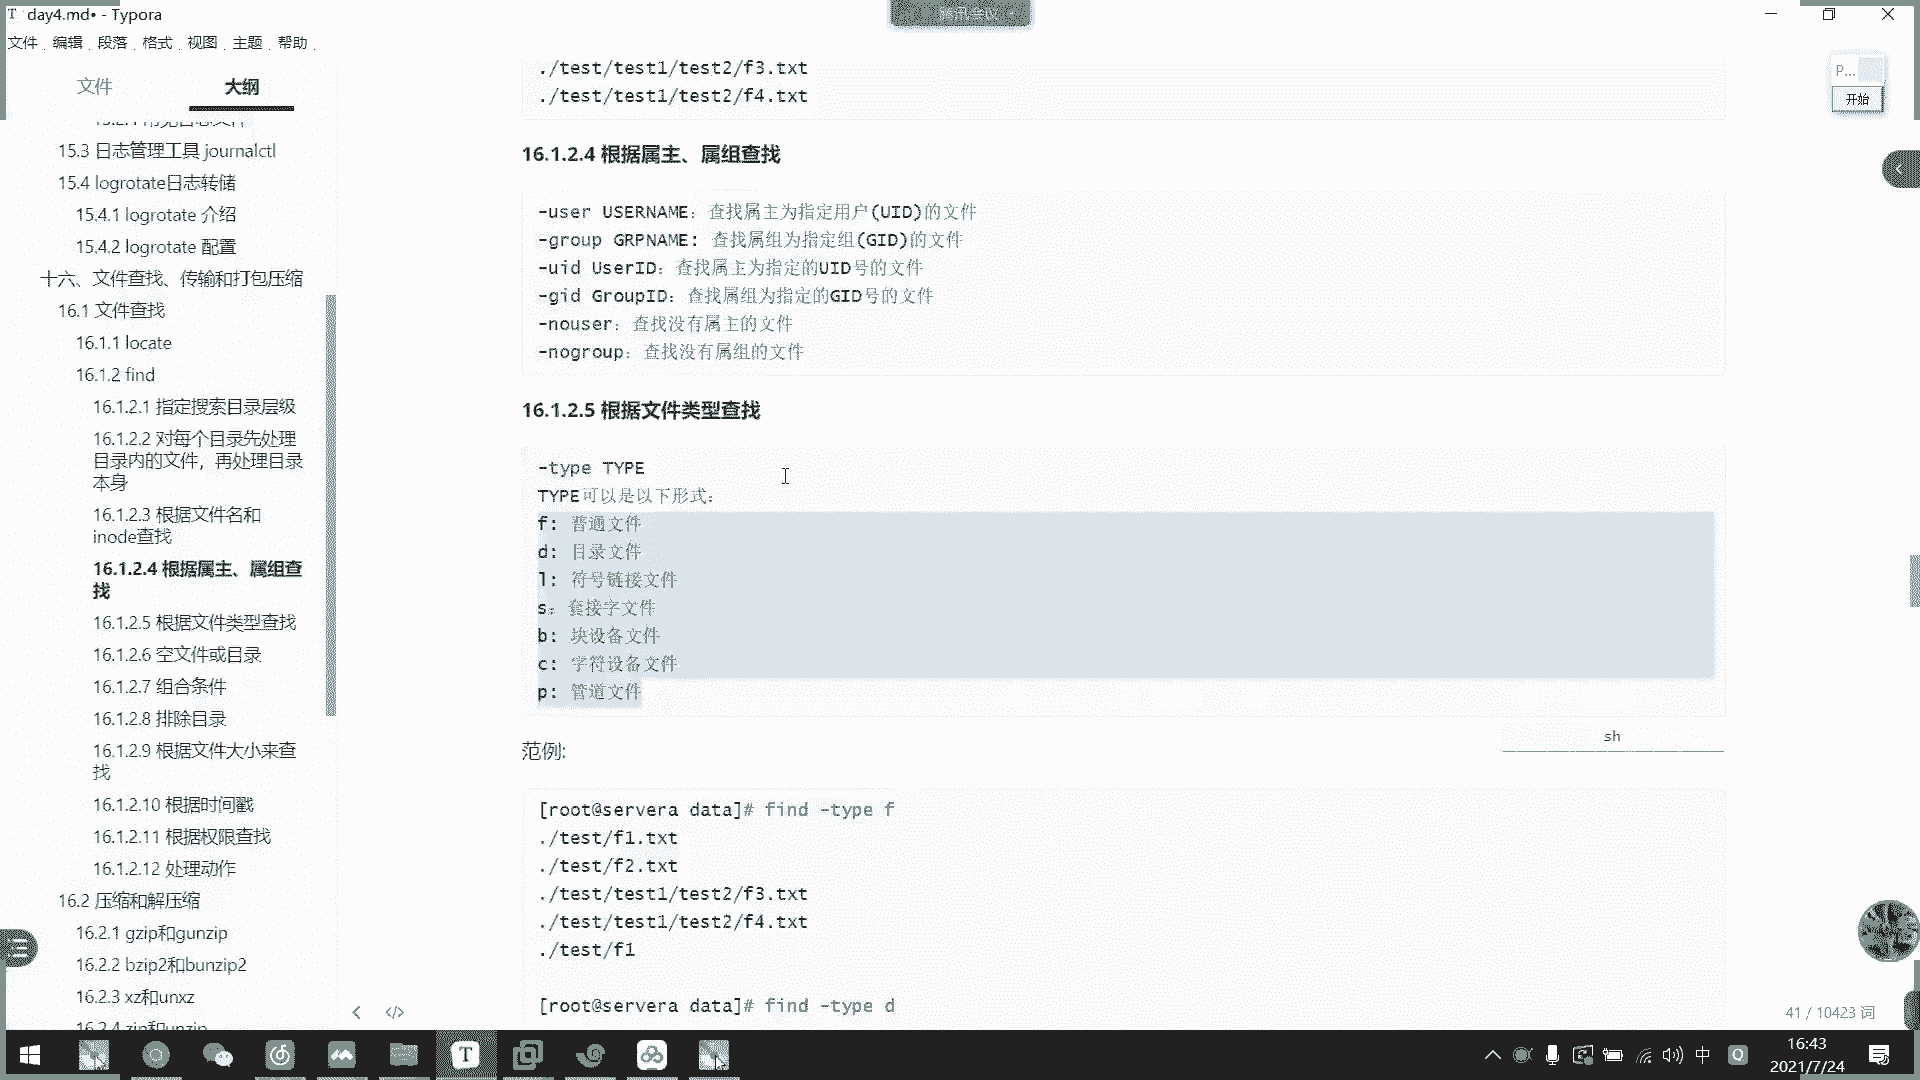 day4.md• - Typora
腾讯会议
文件 编辑 段落 格式 视图 主题 帮助
文件 大纲
15.3 日志管理工具 journalctl
15.4 logrotate日志转储
15.4.1 logrotate 介绍
15.4.2 logrotate 配置
十六、文件查找、传输和打包压缩
16.1 文件查找
16.1.1 locate
16.1.2 find
16.1.2.1 指定搜索目录层级
16.1.2.2 对每个目录先处理
目录内的文件，再处理目录
本身
16.1.2.3 根据文件名和
inode查找
16.1.2.4 根据属主、属组查
找
16.1.2.5 根据文件类型查找
16.1.2.6 空文件或目录
16.1.2.7 组合条件
16.1.2.8 排除目录
16.1.2.9 根据文件大小来查
找
16.1.2.10 根据时间戳
16.1.2.11 根据权限查找
16.1.2.12 处理动作
16.2 压缩和解压缩
16.2.1 gzip和gunzip
16.2.2 bzip2和bunzip2
16.2.3 xz和unxz
16.2.4 zip和unzip
./test/test1/test2/f3.txt
./test/test1/test2/f4.txt
16.1.2.4 根据属主、属组查找
-user USERNAME：查找属主为指定用户(UID)的文件
-group GRPNAME: 查找属组为指定组(GID)的文件
-uid UserID：查找属主为指定的UID号的文件
-gid GroupID：查找属组为指定的GID号的文件
-nouser：查找没有属主的文件
-nogroup：查找没有属组的文件
16.1.2.5 根据文件类型查找
-type TYPE
TYPE可以是以下形式：
f: 普通文件
d: 目录文件
l: 符号链接文件
s：套接字文件
b: 块设备文件
c: 字符设备文件
p: 管道文件
sh
范例:
[root@servera data]# find -type f
./test/f1.txt
./test/f2.txt
./test/test1/test2/f3.txt
./test/test1/test2/f4.txt
./test/f1
[root@servera data]# find -type d
P...
开始
41 / 10423 词
中
16:43
2021/7/24